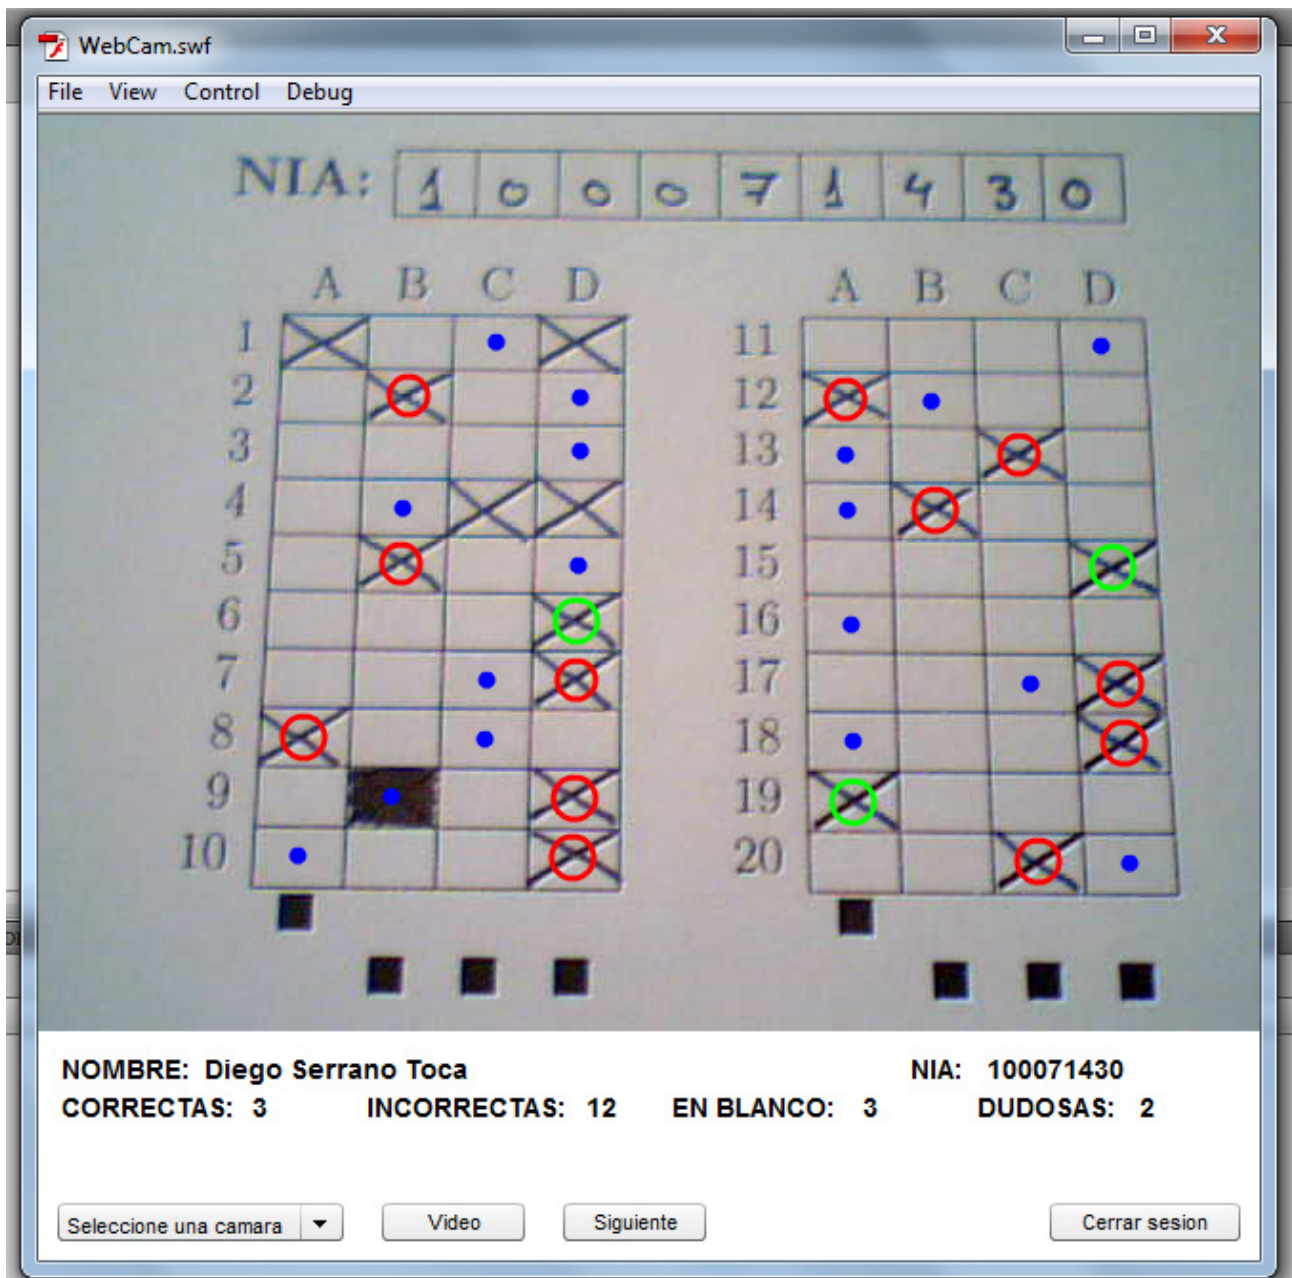 WebCam.swf
File View Control Debug
NIA: 1 0 0 0 7 1 4 3 0
A B C D A B C D
1 11
2 12
3 13
4 14
5 15
6 16
7 17
8 18
9 19
10 20
NOMBRE: Diego Serrano Toca NIA: 100071430
CORRECTAS: 3 INCORRECTAS: 12 EN BLANCO: 3 DUDOSAS: 2
Seleccione una camara Video Siguiente Cerrar sesion